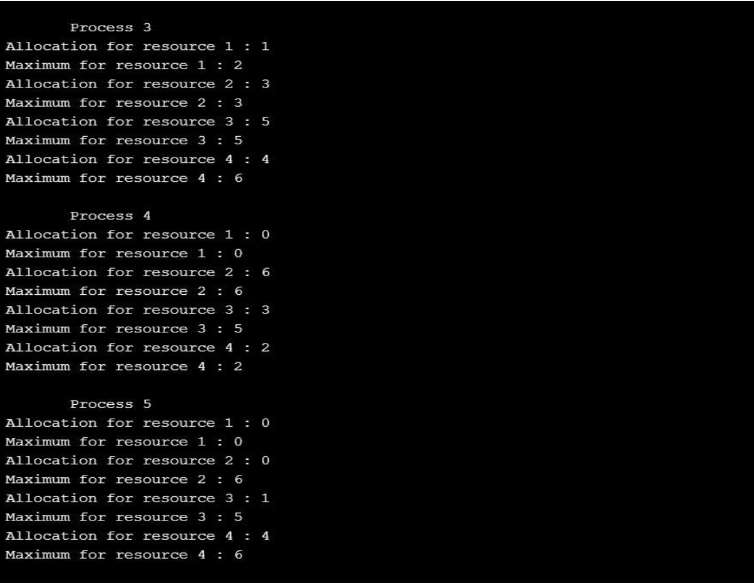 Process 3
Allocation for resource 1 : 1
Maximum for resource 1 : 2
Allocation for resource 2 : 3
Maximum for resource 2 : 3
Allocation for resource 3 : 5
Maximum for resource 3 : 5
Allocation for resource 4 : 4
Maximum for resource 4 : 6
Process 4
Allocation for resource 1 : 0
Maximum for resource 1 : 0
Allocation for resource 2 : 6
Maximum for resource 2 : 6
Allocation for resource 3 : 3
Maximum for resource 3 : 5
Allocation for resource 4 : 2
Maximum for resource 4 : 2
Process 5
Allocation for resource 1 : 0
Maximum for resource 1 : 0
Allocation for resource 2 : 0
Maximum for resource 2 : 6
Allocation for resource 3 : 1
Maximum for resource 3 : 5
Allocation for resource 4 : 4
Maximum for resource 4 : 6